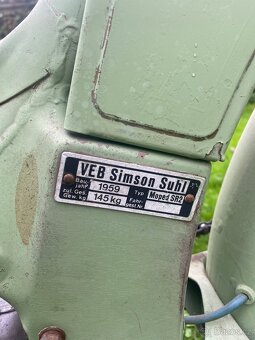 VEB Simson Suhl
Bau-
jahr 1959 Typ Moped SR2
zul. Ges.
Gew. kg 145 kg Fahr-
gest.Nr